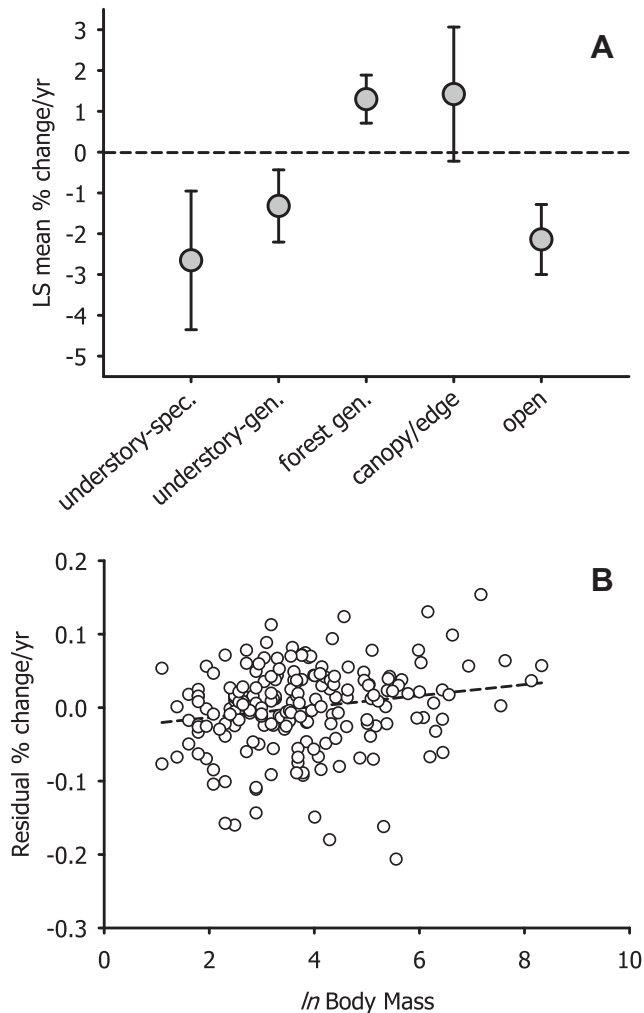 A
3
2
1
0
-1
-2
-3
-4
-5
LS mean % change/yr
understory-spec.
understory-gen.
forest gen.
canopy/edge
open
B
0.2
0.1
0.0
-0.1
-0.2
-0.3
Residual % change/yr
0 2 4 6 8 10
ln Body Mass